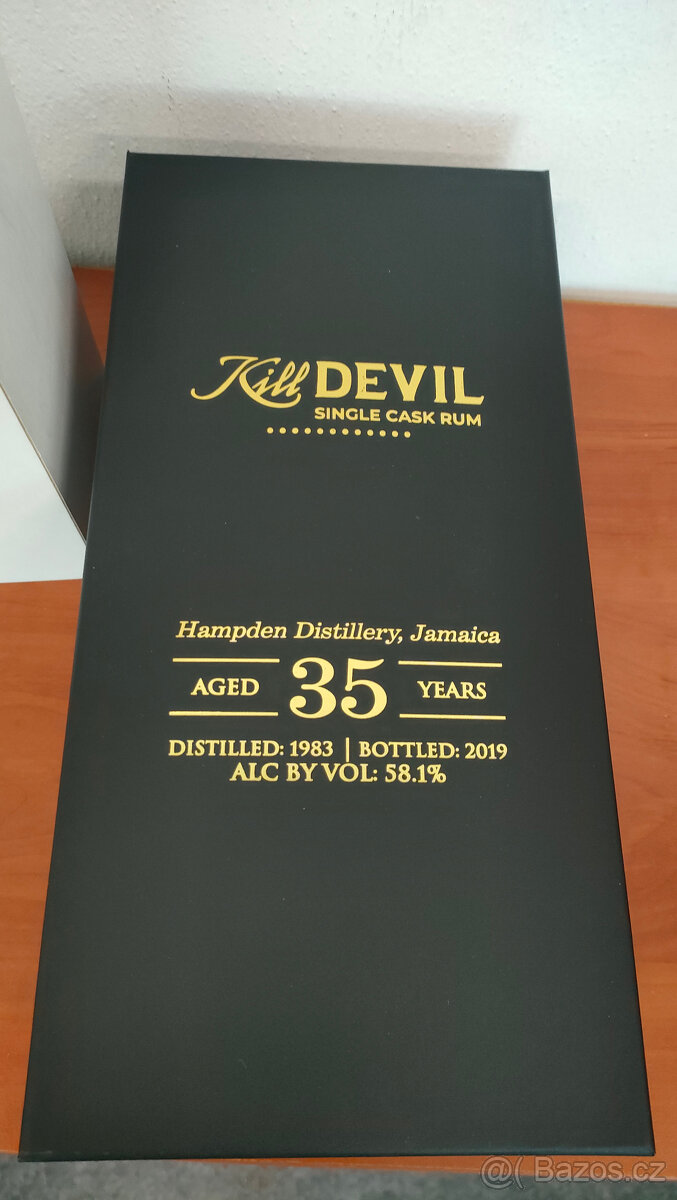 Kill DEVIL
SINGLE CASK RUM
Hampden Distillery, Jamaica
AGED 35 YEARS
DISTILLED: 1983 | BOTTLED: 2019
ALC BY VOL: 58.1%
@( Bazos.cz